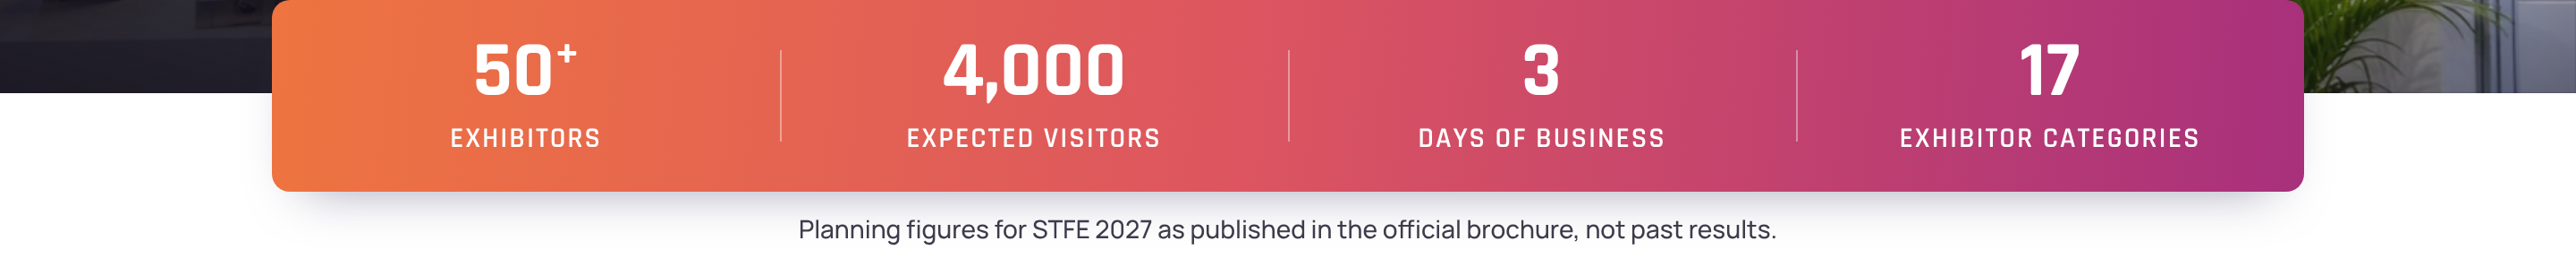 50+
EXHIBITORS
4,000
EXPECTED VISITORS
3
DAYS OF BUSINESS
17
EXHIBITOR CATEGORIES
Planning figures for STFE 2027 as published in the official brochure, not past results.